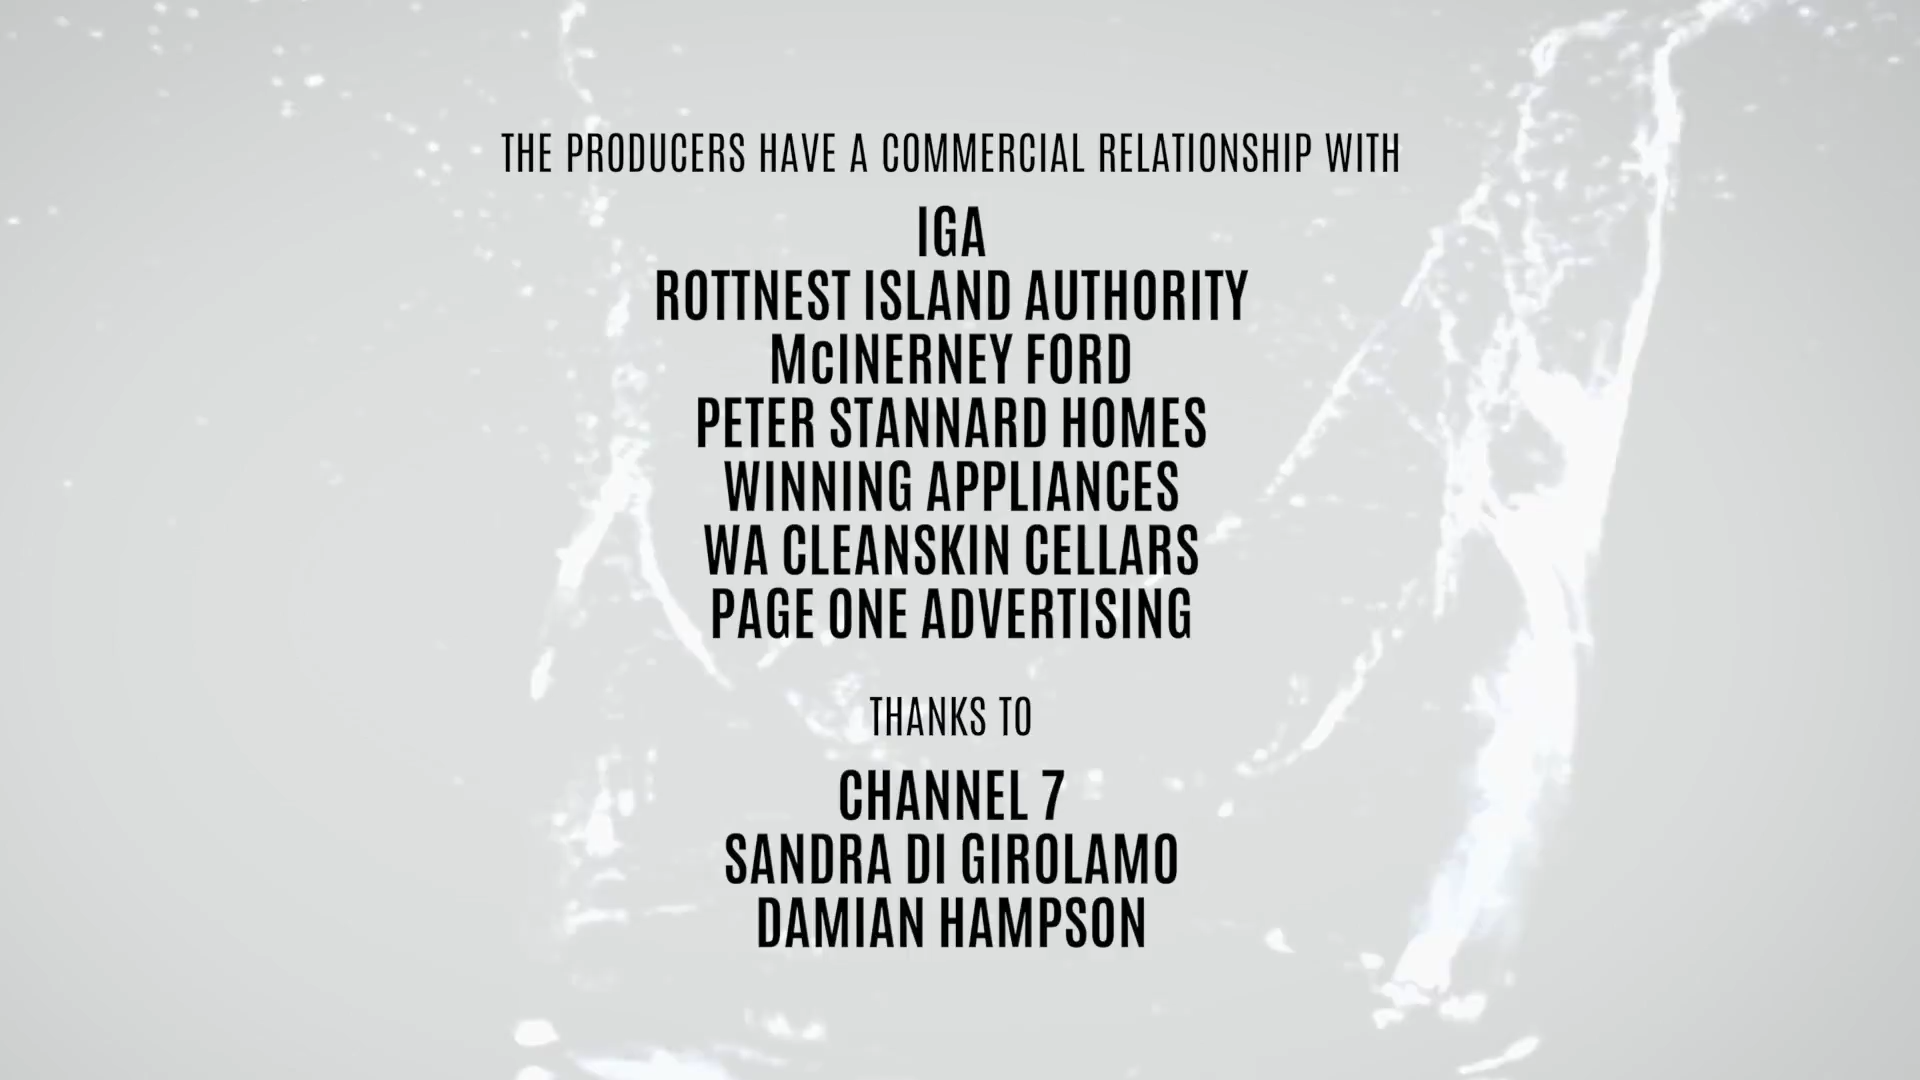 THE PRODUCERS HAVE A COMMERCIAL RELATIONSHIP WITH
IGA
ROTTNEST ISLAND AUTHORITY
McINERNEY FORD
PETER STANNARD HOMES
WINNING APPLIANCES
WA CLEANSKIN CELLARS
PAGE ONE ADVERTISING
THANKS TO
CHANNEL 7
SANDRA DI GIROLAMO
DAMIAN HAMPSON